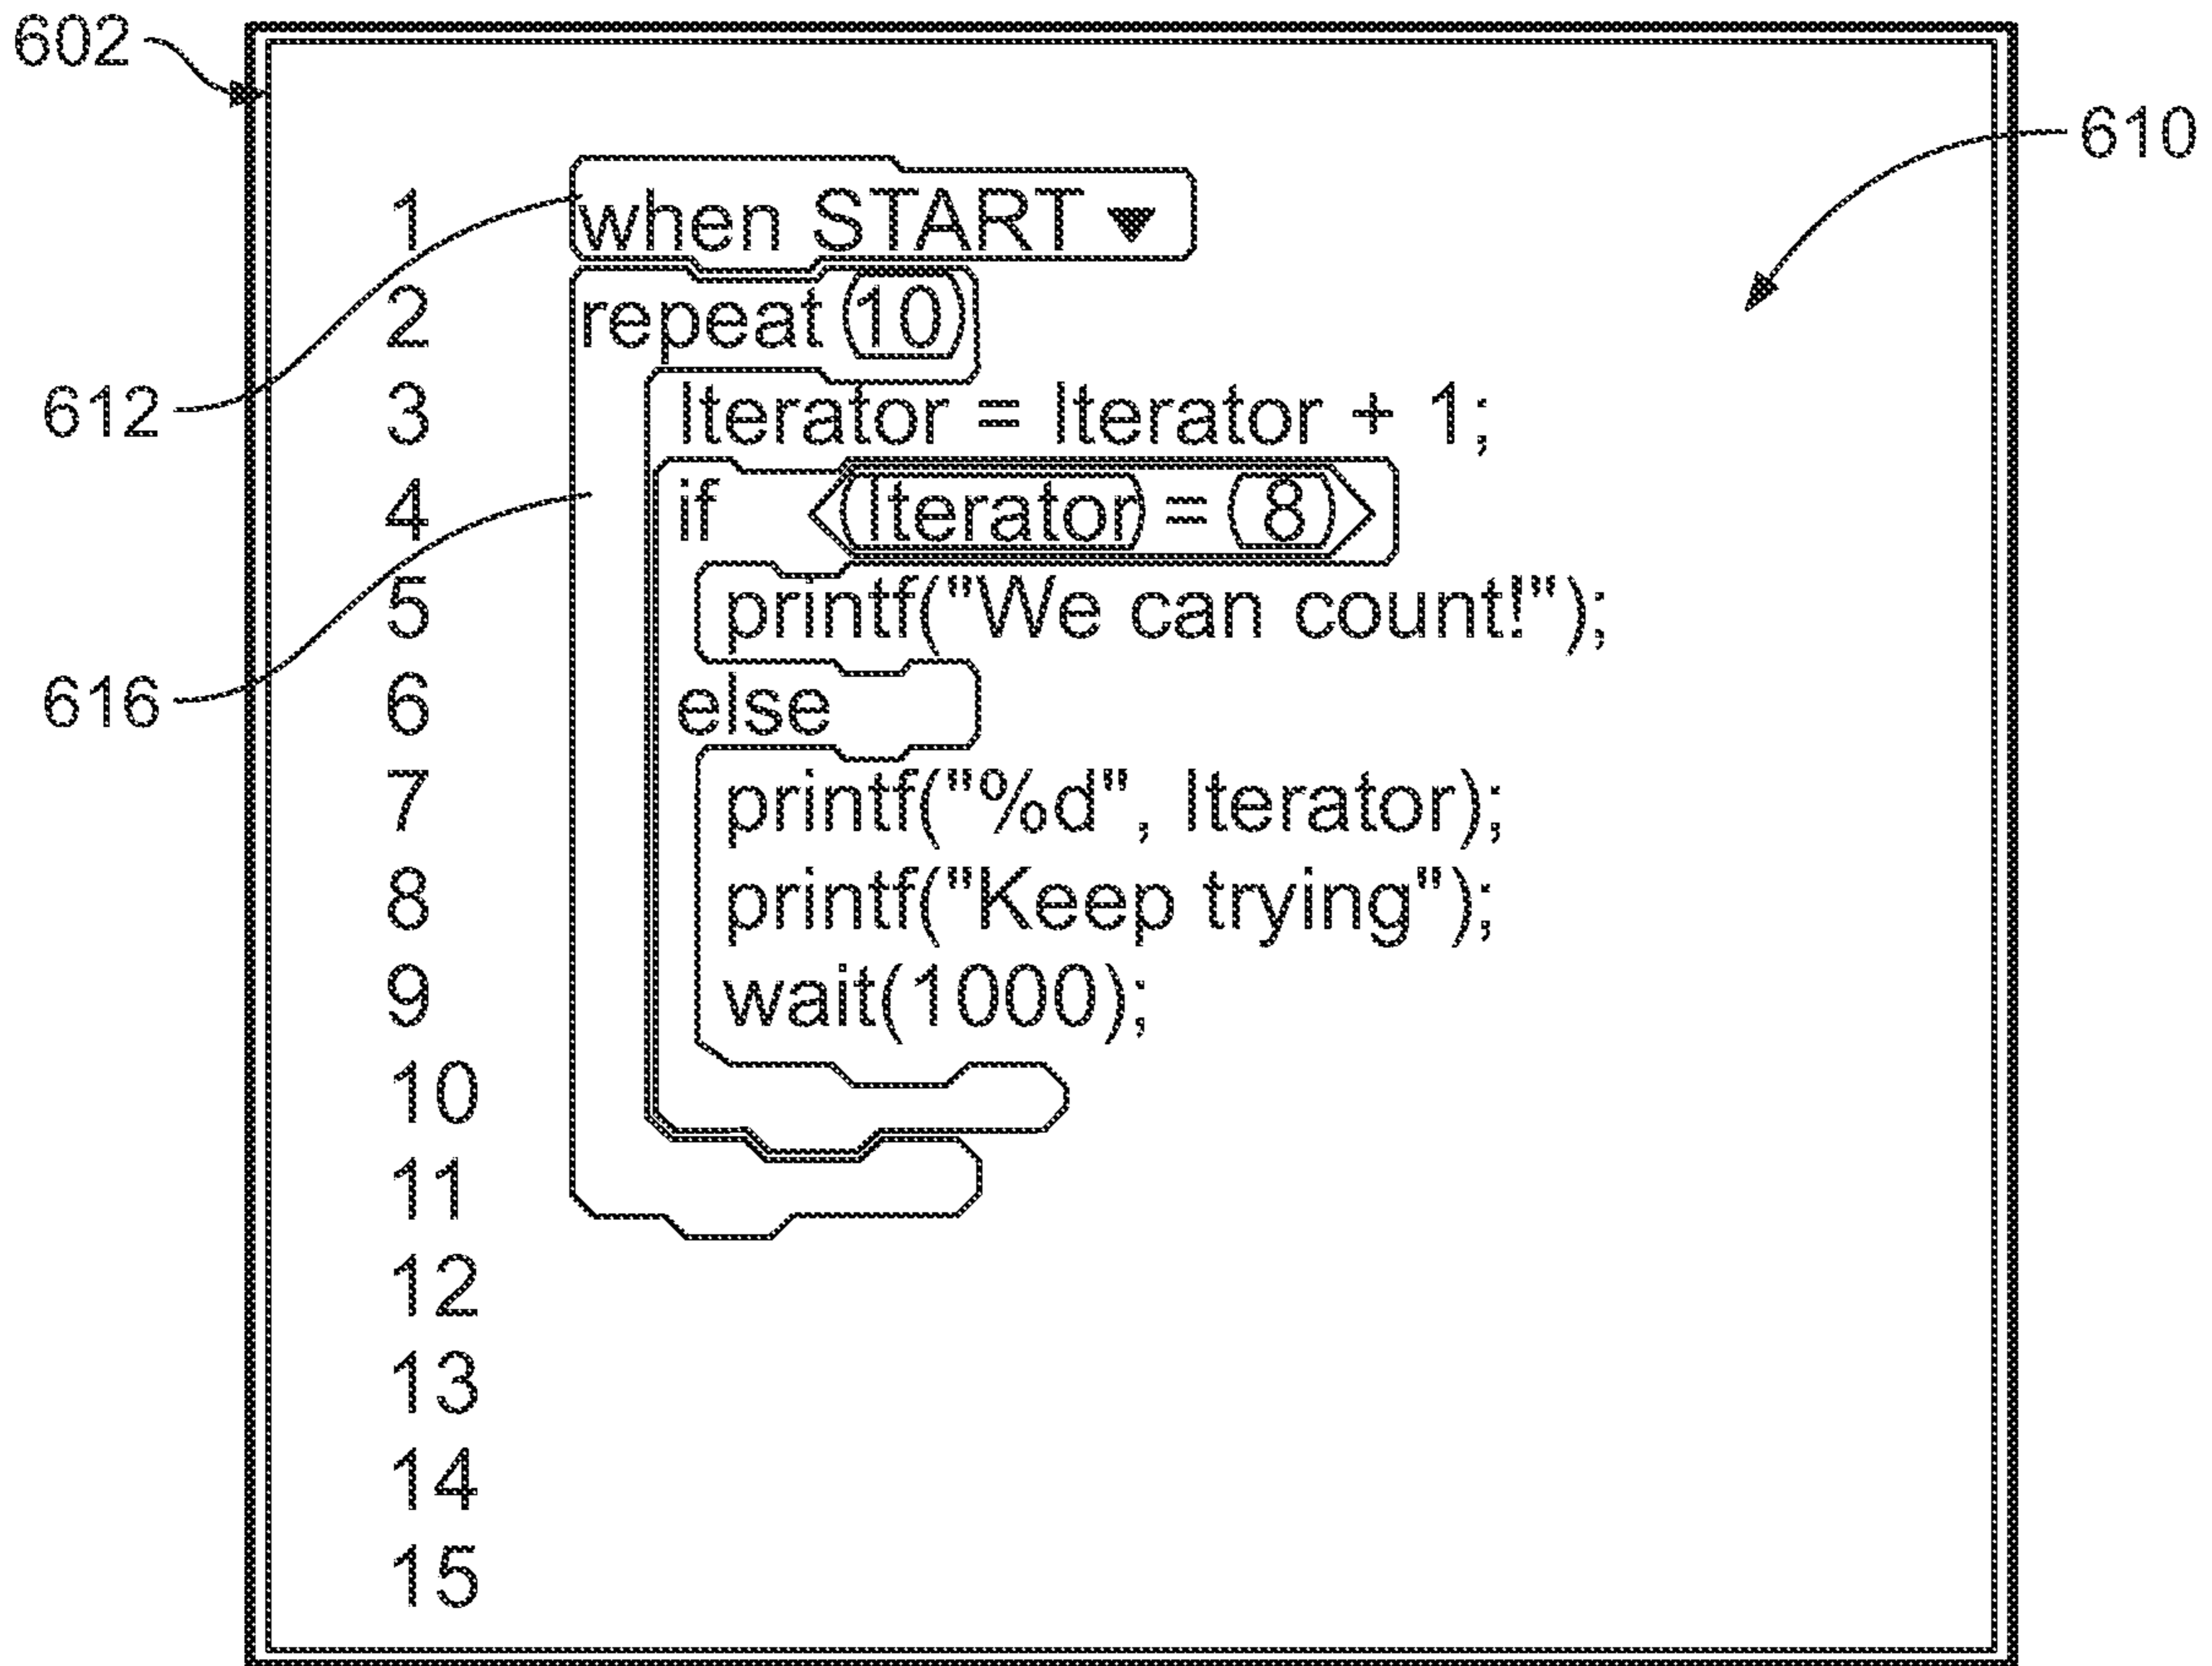 602
610
1 when START ▼
2 repeat (10)
612
3 Iterator = Iterator + 1;
4 if Iterator = 8
5 printf("We can count!");
616
6 else
7 printf("%d", Iterator);
8 printf("Keep trying");
9 wait(1000);
10
11
12
13
14
15